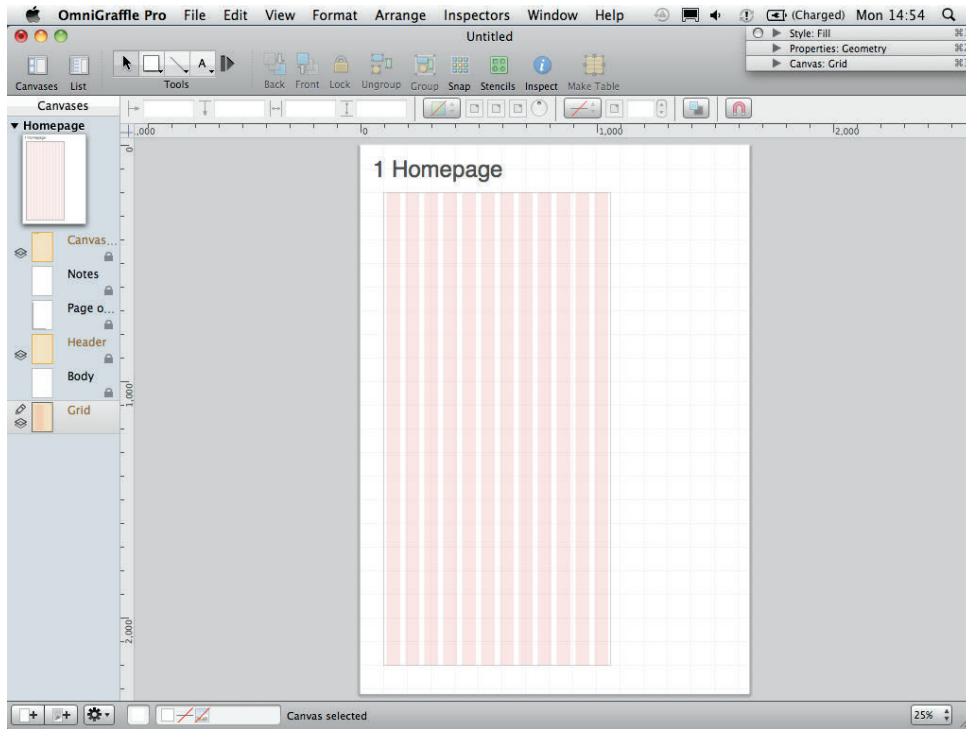 OmniGraffle Pro File Edit View Format Arrange Inspectors Window Help (Charged) Mon 14:54
Untitled
Style: Fill
Properties: Geometry
Canvas: Grid
Canvases List Tools Back Front Lock Ungroup Group Snap Stencils Inspect Make Table
Canvases
Homepage
,000 0 1,000 2,000
0
1 Homepage
Canvas...
Notes
Page o...
Header
Body
Grid
1,000
2,000
Canvas selected
25%